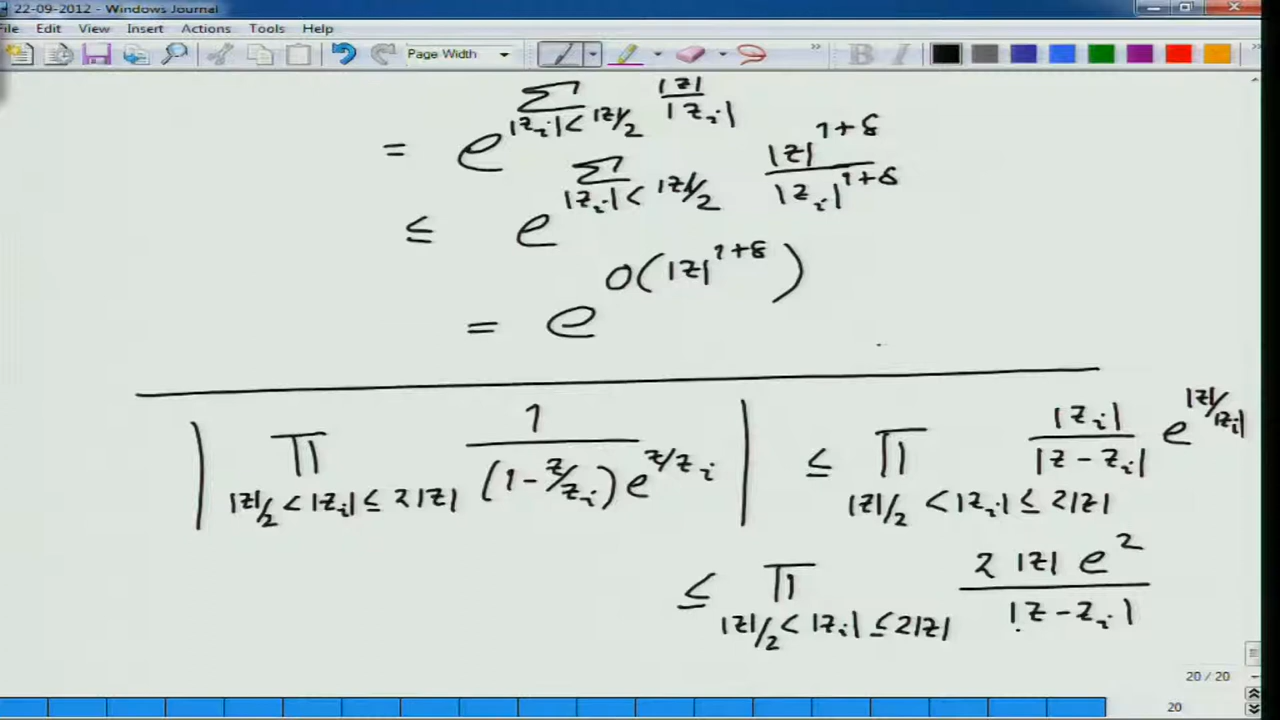 22-09-2012 - Windows Journal
File Edit View Insert Actions Tools Help
Page Width
= e^{∑_{|z_i|<|z|/2} |z|/|z_i|}
≤ e^{∑_{|z_i|<|z|/2} |z|^{1+δ}/|z_i|^{1+δ}}
= e^{O(|z|^{1+δ})}
| ∏_{|z|/2<|z_i|≤2|z|} 1/((1-z/z_i)e^{z/z_i}) | ≤ ∏_{|z|/2<|z_i|≤2|z|} |z_i|/|z-z_i| e^{|z|/|z_i|}
≤ ∏_{|z|/2<|z_i|≤2|z|} 2|z|e^2/|z-z_i|
20 / 20
20